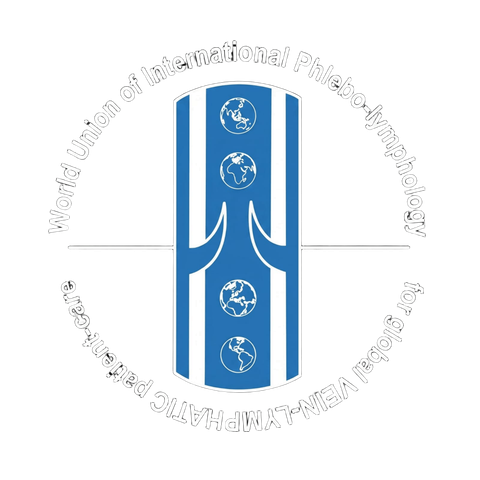 World Union of International Phlebo-lymphology
for global VEIN-LYMPHATIC patient-care